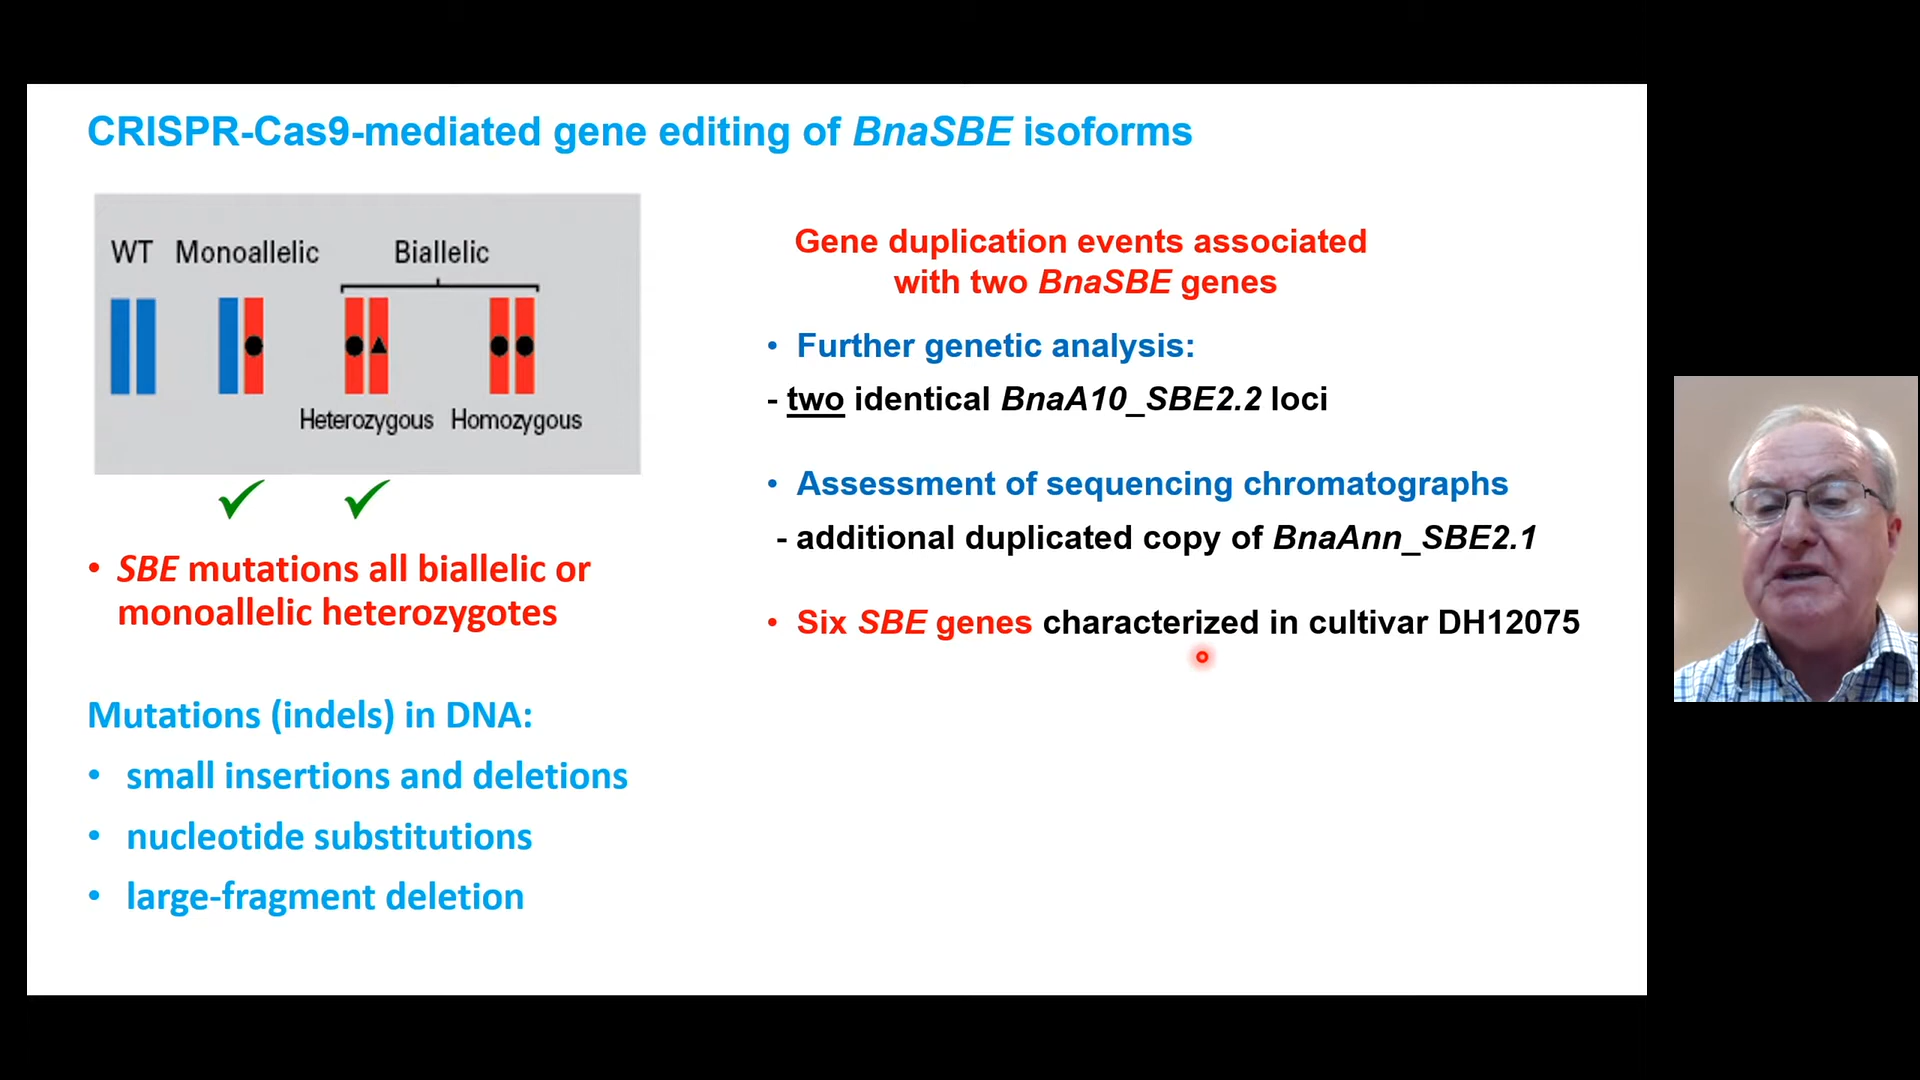 CRISPR-Cas9-mediated gene editing of BnaSBE isoforms
WT Monoallelic Biallelic
Heterozygous Homozygous
• SBE mutations all biallelic or
monoallelic heterozygotes
Mutations (indels) in DNA:
• small insertions and deletions
• nucleotide substitutions
• large-fragment deletion
Gene duplication events associated
with two BnaSBE genes
• Further genetic analysis:
- two identical BnaA10_SBE2.2 loci
• Assessment of sequencing chromatographs
- additional duplicated copy of BnaAnn_SBE2.1
• Six SBE genes characterized in cultivar DH12075